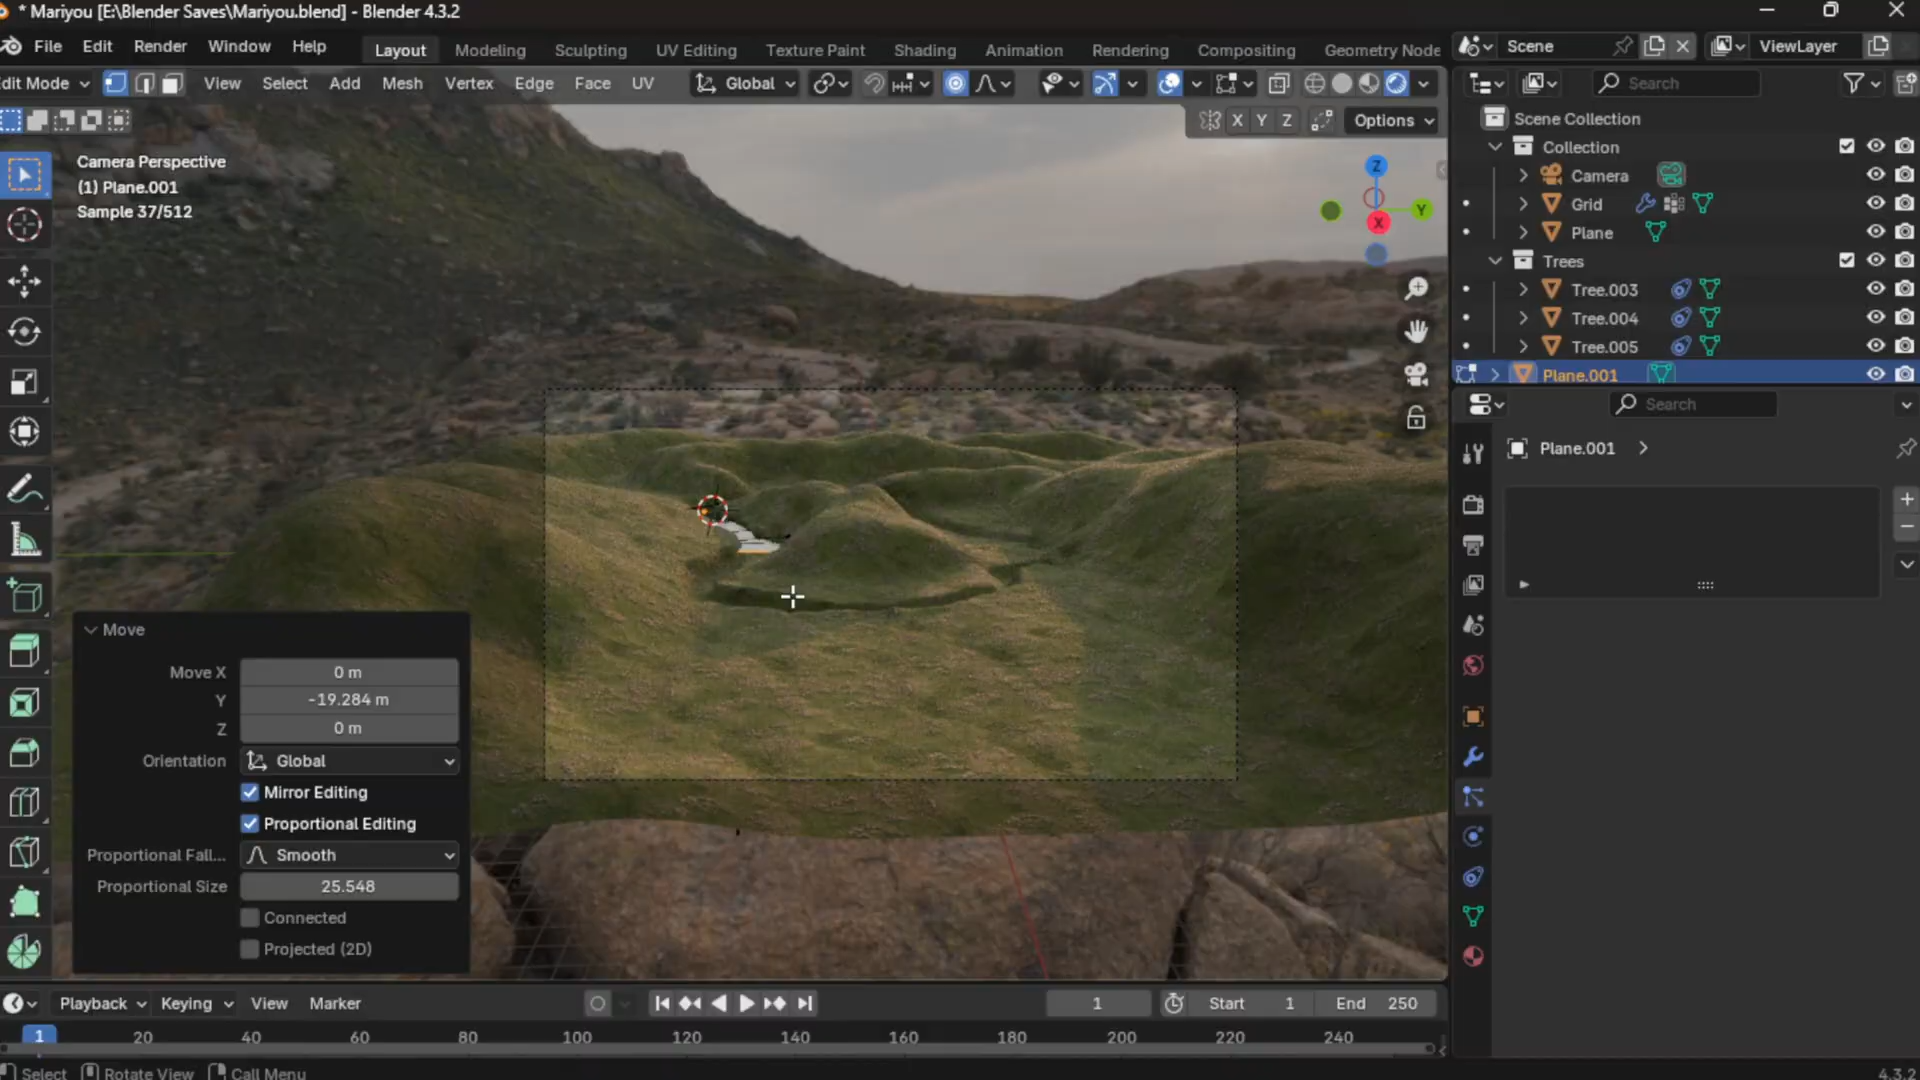 * Mariyou [E:\Blender Saves\Mariyou.blend] - Blender 4.3.2
File Edit Render Window Help
Layout Modeling Sculpting UV Editing Texture Paint Shading Animation Rendering Compositing Geometry Node
Scene
ViewLayer
dit Mode
View Select Add Mesh Vertex Edge Face UV
Global
Search
X Y Z
Options
Camera Perspective
(1) Plane.001
Sample 37/512
Z
Y
X
Scene Collection
Collection
Camera
Grid
Plane
Trees
Tree.003
Tree.004
Tree.005
Plane.001
Search
Plane.001
Move
Move X 0 m
Y -19.284 m
Z 0 m
Orientation Global
Mirror Editing
Proportional Editing
Proportional Fall... Smooth
Proportional Size 25.548
Connected
Projected (2D)
Playback Keying View Marker
1
Start 1
End 250
1 20 40 60 80 100 120 140 160 180 200 220 240
Select Rotate View Call Menu
4.3.2